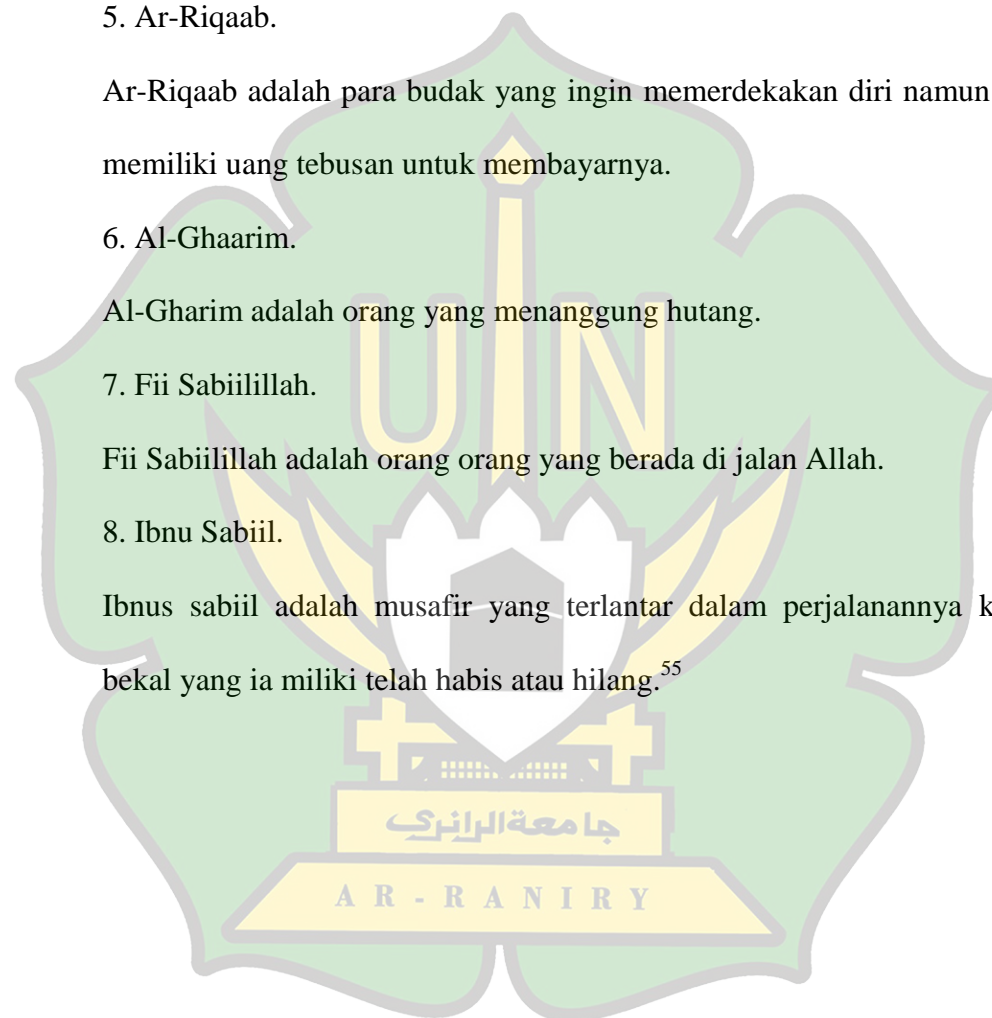 5. Ar-Riqaab.
Ar-Riqaab adalah para budak yang ingin memerdekakan diri namun
memiliki uang tebusan untuk membayarnya.
6. Al-Ghaarim.
Al-Gharim adalah orang yang menanggung hutang.
7. Fii Sabiilillah.
Fii Sabiilillah adalah orang orang yang berada di jalan Allah.
8. Ibnu Sabiil.
Ibnus sabiil adalah musafir yang terlantar dalam perjalanannya k
bekal yang ia miliki telah habis atau hilang.55
UIN
جامعةالرانري
AR-RANIRY